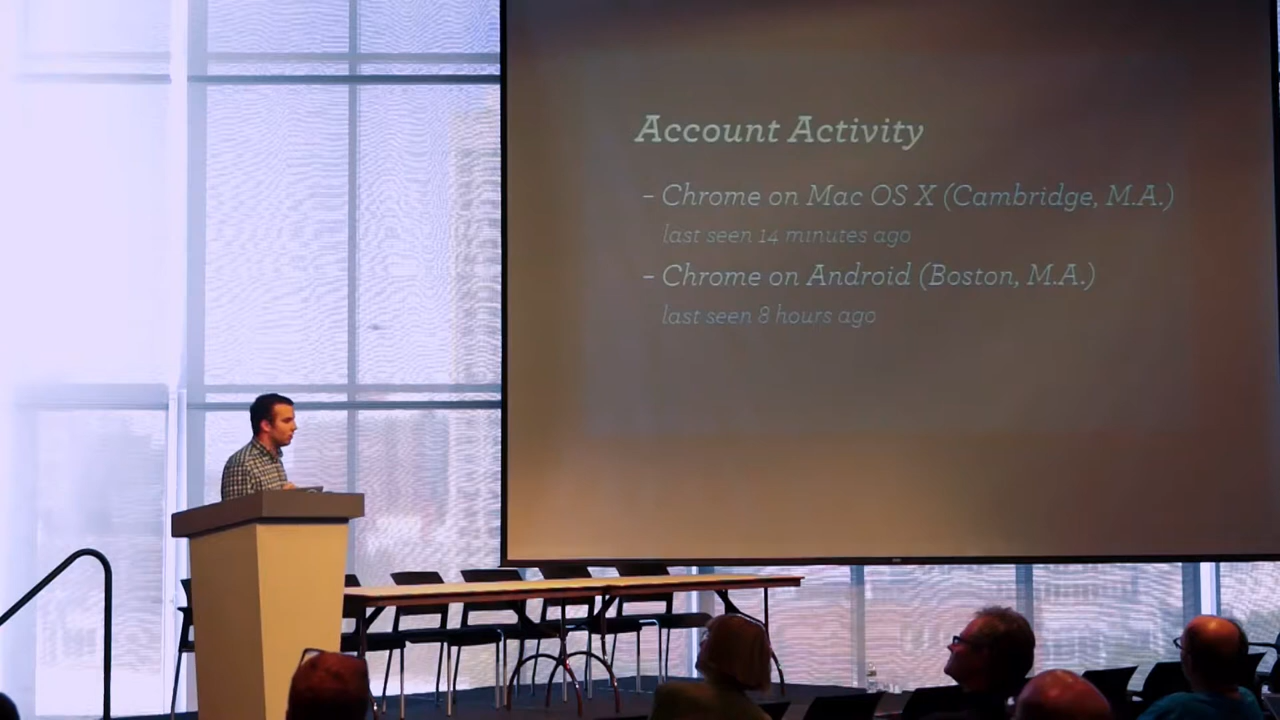 Account Activity
– Chrome on Mac OS X (Cambridge, M.A.)
last seen 14 minutes ago
– Chrome on Android (Boston, M.A.)
last seen 8 hours ago